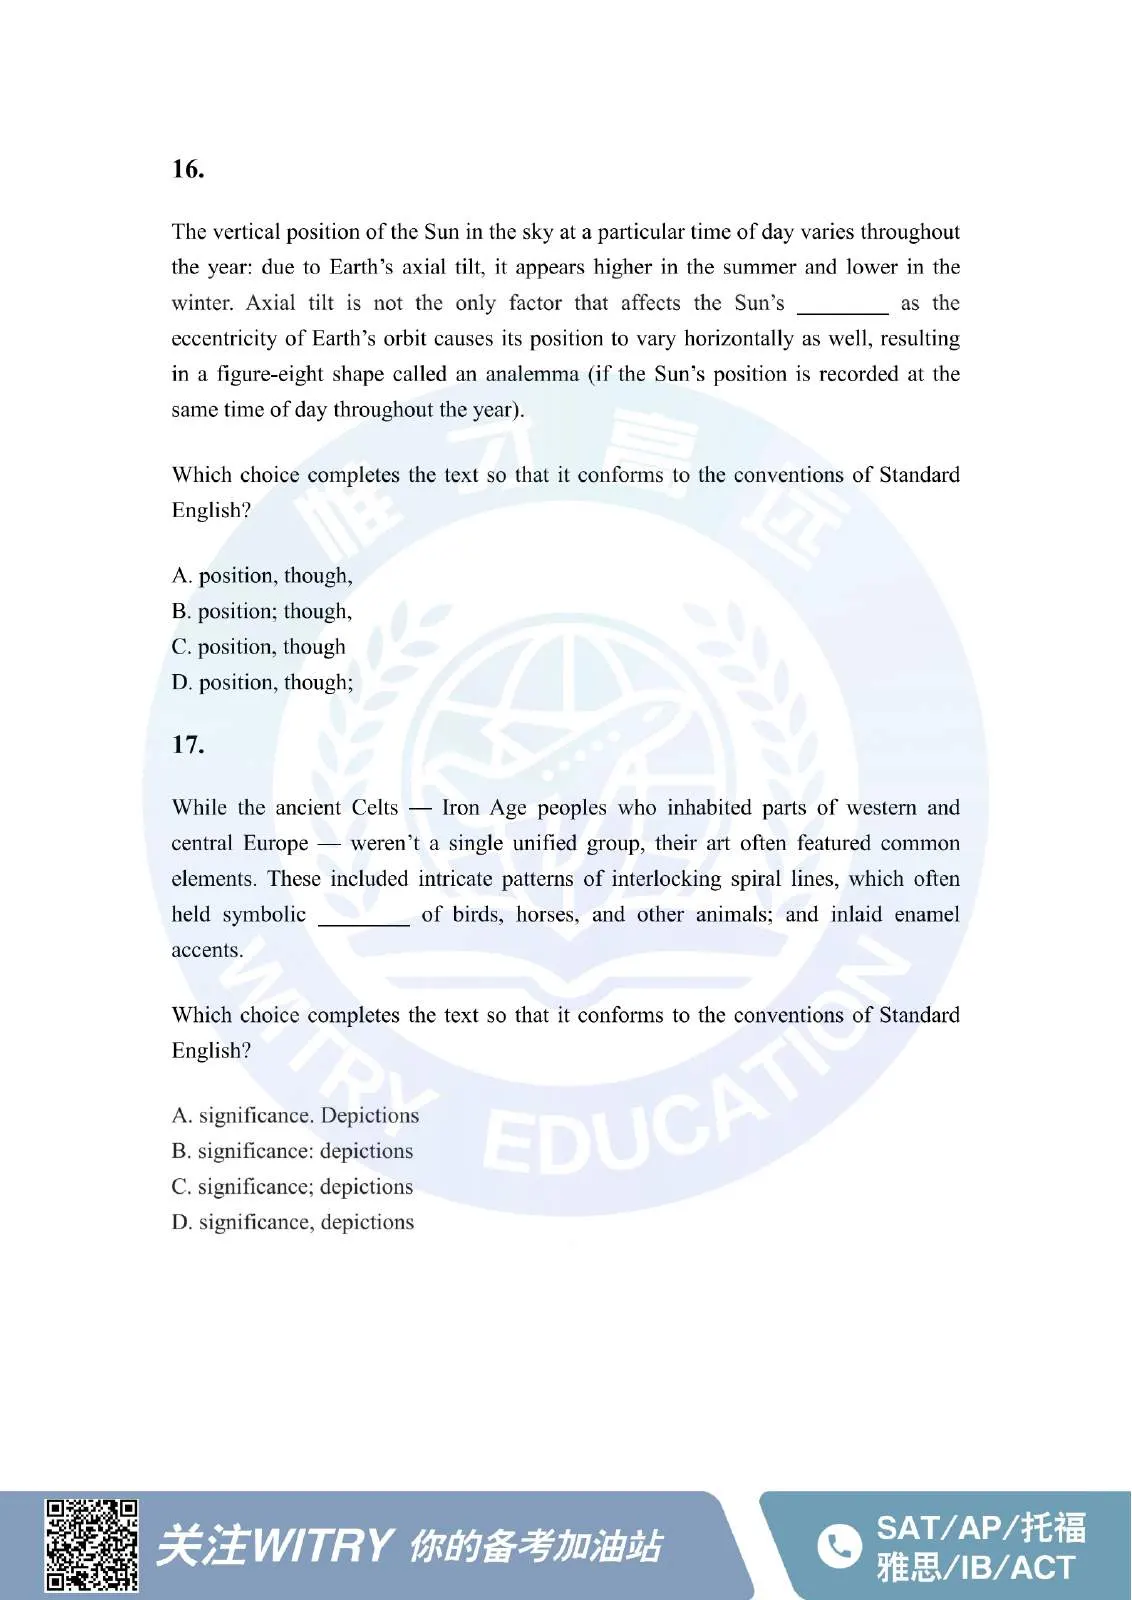 16.
The vertical position of the Sun in the sky at a particular time of day varies throughout
the year: due to Earth's axial tilt, it appears higher in the summer and lower in the
winter. Axial tilt is not the only factor that affects the Sun's ________ as the
eccentricity of Earth's orbit causes its position to vary horizontally as well, resulting
in a figure-eight shape called an analemma (if the Sun's position is recorded at the
same time of day throughout the year).
Which choice completes the text so that it conforms to the conventions of Standard
English?
A. position, though,
B. position; though,
C. position, though
D. position, though;
17.
While the ancient Celts — Iron Age peoples who inhabited parts of western and
central Europe — weren't a single unified group, their art often featured common
elements. These included intricate patterns of interlocking spiral lines, which often
held symbolic ________ of birds, horses, and other animals; and inlaid enamel
accents.
Which choice completes the text so that it conforms to the conventions of Standard
English?
A. significance. Depictions
B. significance: depictions
C. significance; depictions
D. significance, depictions
惟才高远
WITRY EDUCATION
关注WITRY 你的备考加油站
SAT/AP/托福
雅思/IB/ACT